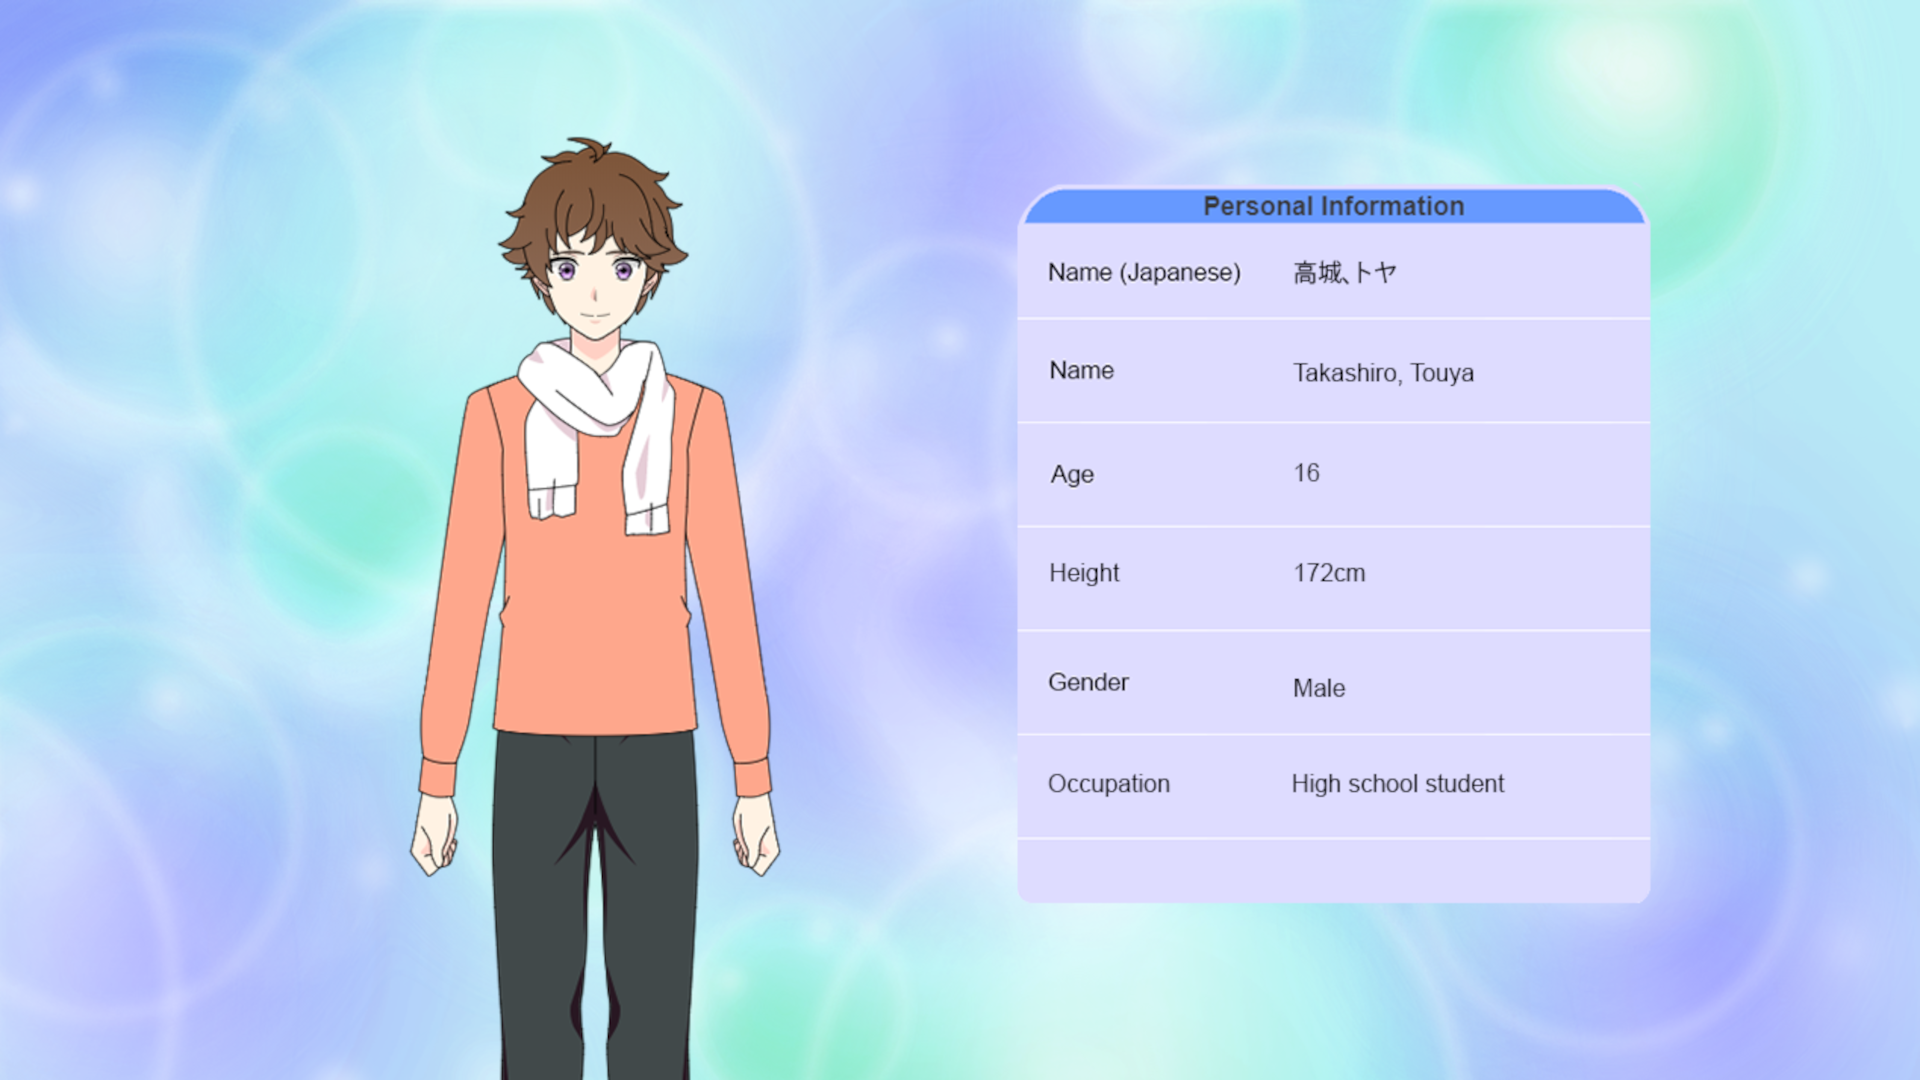 Personal Information
Name (Japanese) 高城、トヤ
Name Takashiro, Touya
Age 16
Height 172cm
Gender Male
Occupation High school student